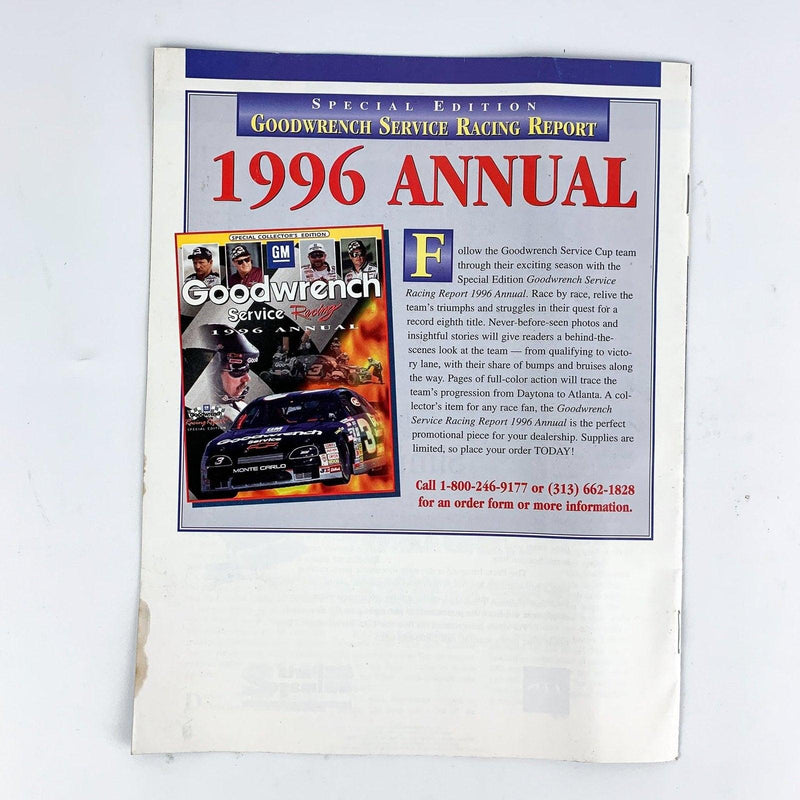 SPECIAL EDITION
GOODWRENCH SERVICE RACING REPORT
1996 ANNUAL
SPECIAL COLLECTOR'S EDITION
GM
Goodwrench
Service Racing
1996 ANNUAL
Goodwrench
Service
MONTE CARLO
3
Follow the Goodwrench Service Cup team
through their exciting season with the
Special Edition Goodwrench Service
Racing Report 1996 Annual. Race by race, relive the
team's triumphs and struggles in their quest for a
record eighth title. Never-before-seen photos and
insightful stories will give readers a behind-the-
scenes look at the team — from qualifying to victo-
ry lane, with their share of bumps and bruises along
the way. Pages of full-color action will trace the
team's progression from Daytona to Atlanta. A col-
lector's item for any race fan, the Goodwrench
Service Racing Report 1996 Annual is the perfect
promotional piece for your dealership. Supplies are
limited, so place your order TODAY!
Call 1-800-246-9177 or (313) 662-1828
for an order form or more information.